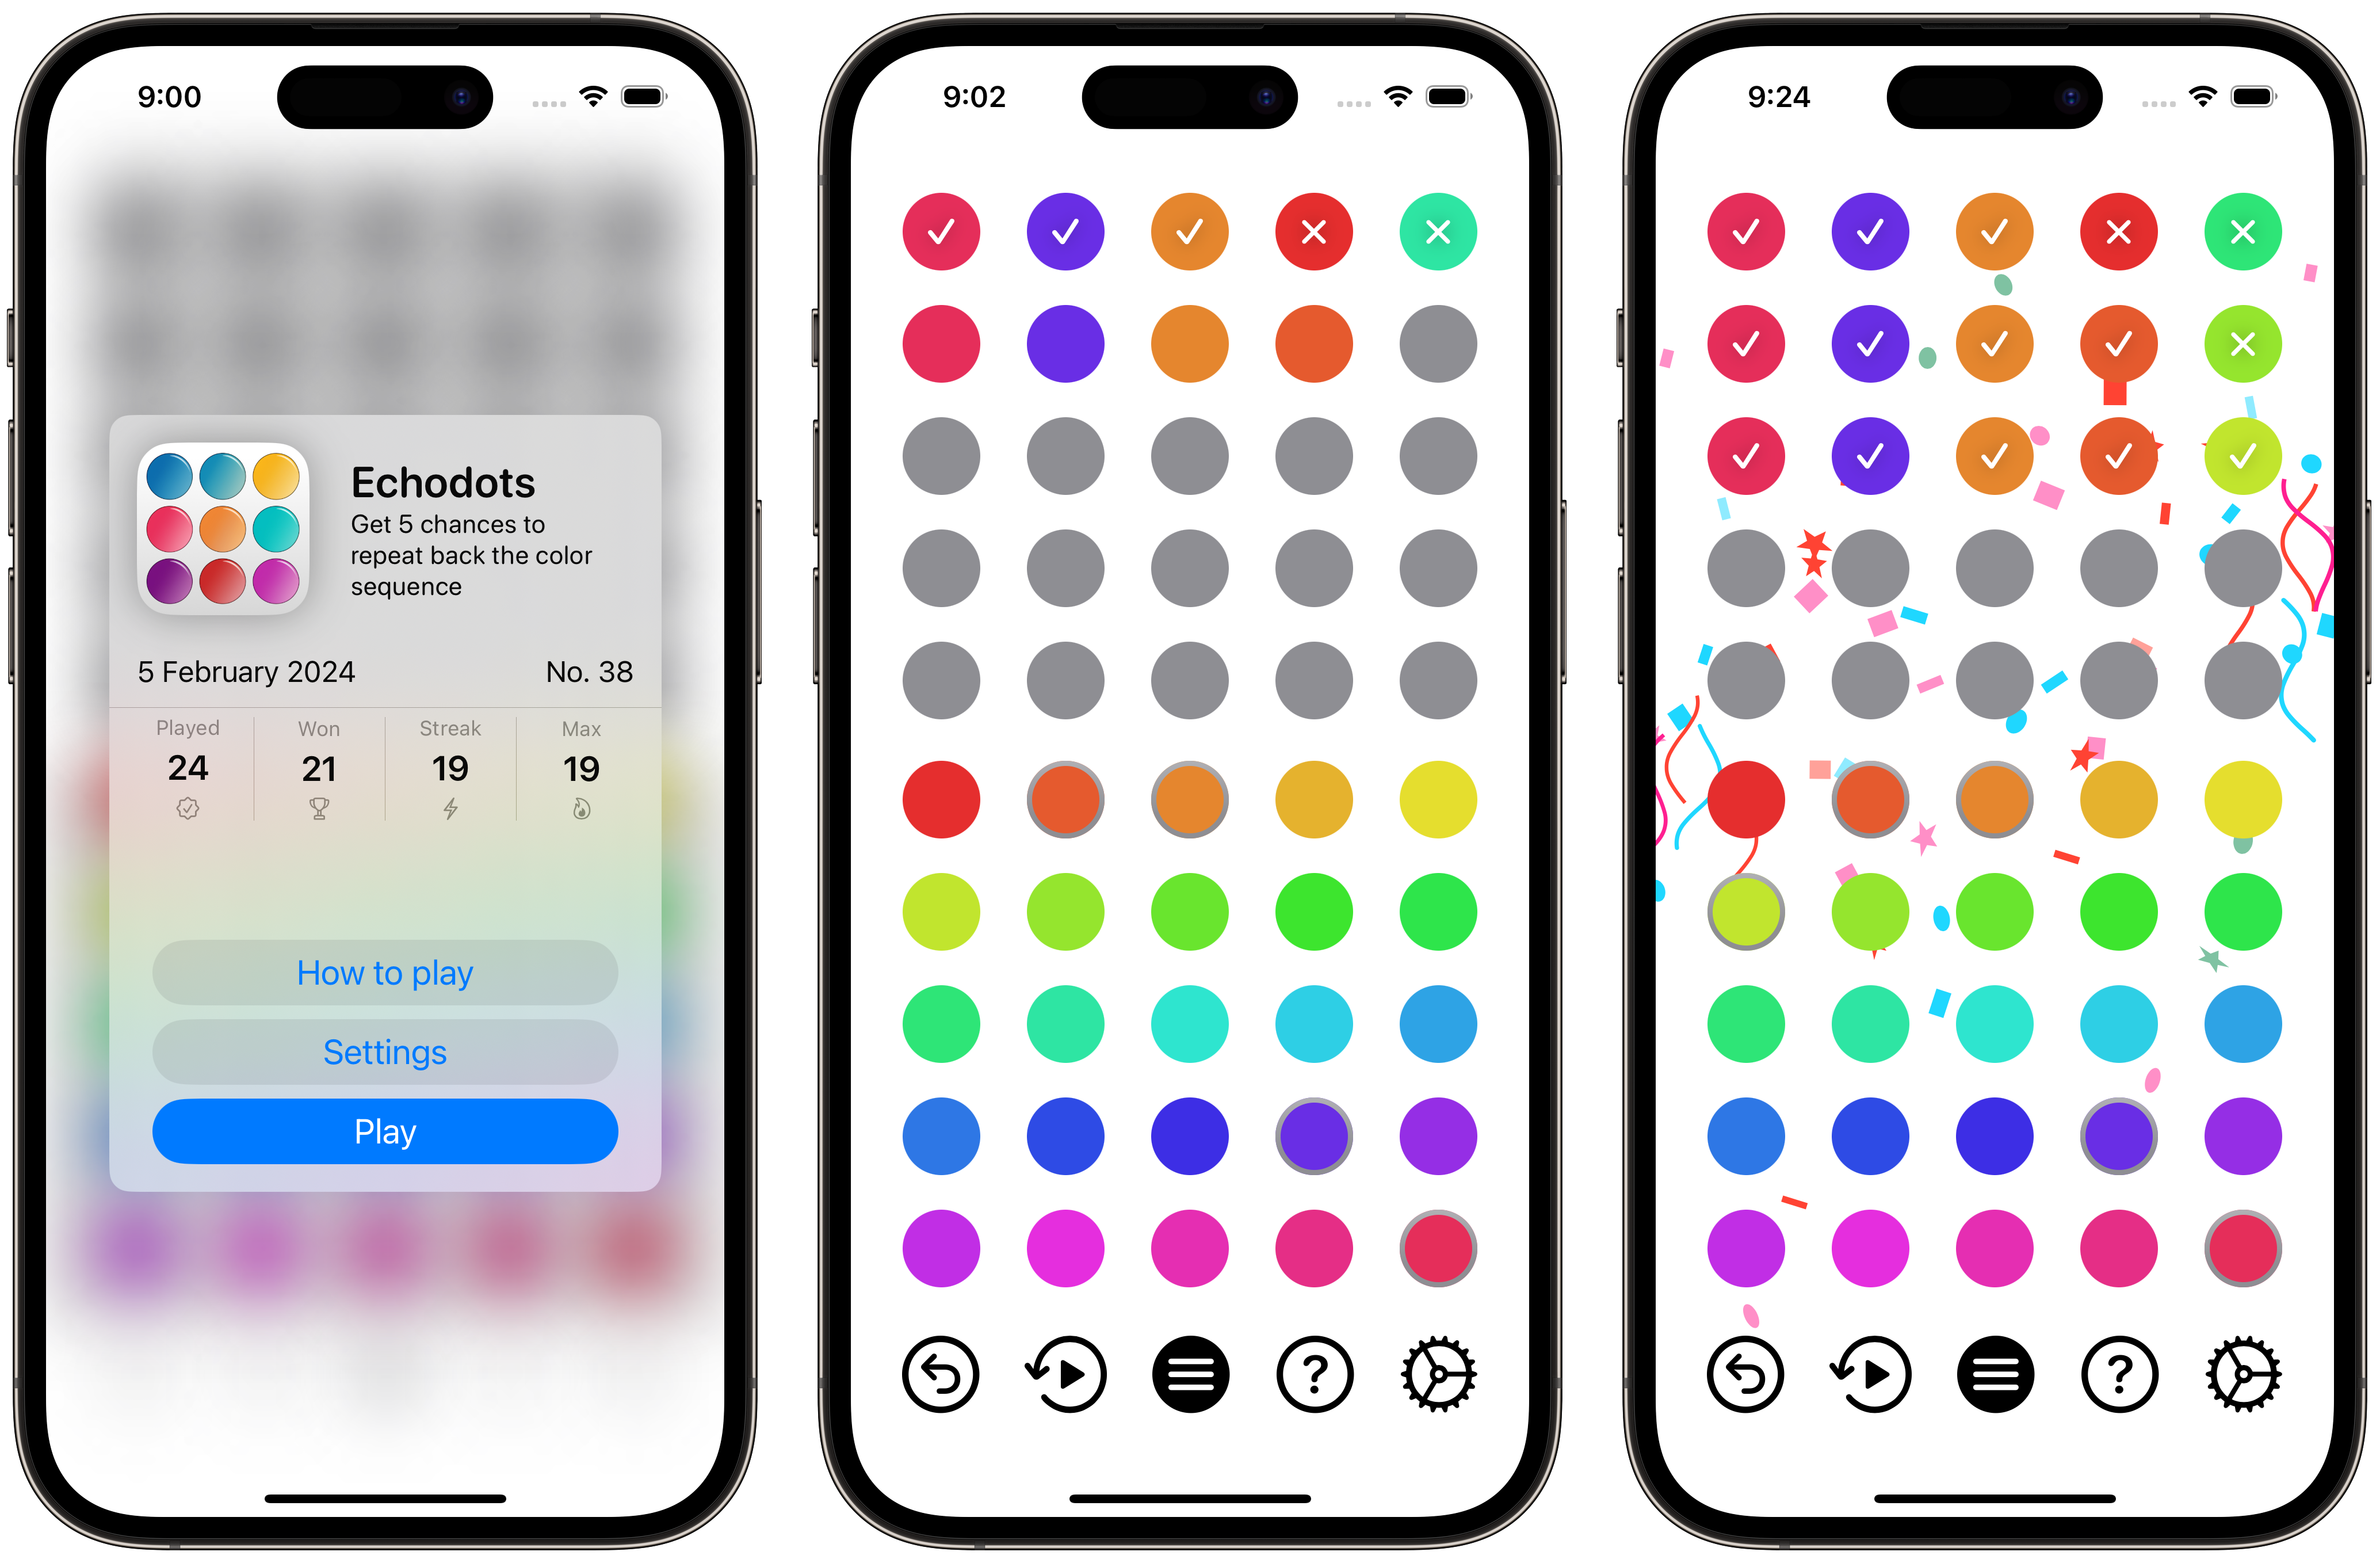 9:00
Echodots
Get 5 chances to
repeat back the color
sequence
5 February 2024 No. 38
Played Won Streak Max
24 21 19 19
How to play
Settings
Play
9:02
?
9:24
?